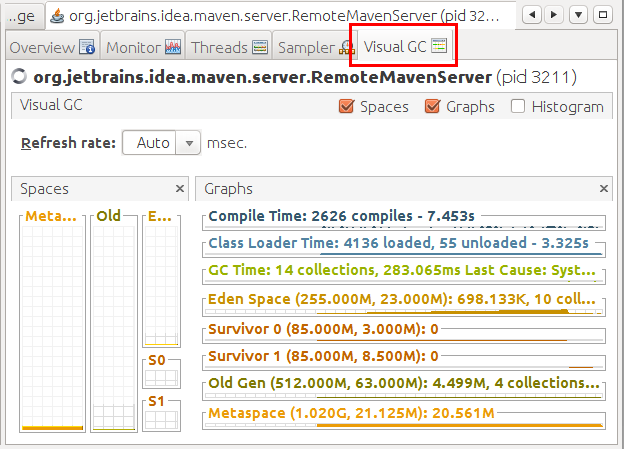 ..ge org.jetbrains.idea.maven.server.RemoteMavenServer (pid 32...
Overview Monitor Threads Sampler Visual GC
org.jetbrains.idea.maven.server.RemoteMavenServer (pid 3211)
Visual GC Spaces Graphs Histogram
Refresh rate: Auto msec.
Spaces Graphs
Meta... Old E...
S0
S1
Compile Time: 2626 compiles - 7.453s
Class Loader Time: 4136 loaded, 55 unloaded - 3.325s
GC Time: 14 collections, 283.065ms Last Cause: Syst...
Eden Space (255.000M, 23.000M): 698.133K, 10 coll...
Survivor 0 (85.000M, 3.000M): 0
Survivor 1 (85.000M, 8.500M): 0
Old Gen (512.000M, 63.000M): 4.499M, 4 collections...
Metaspace (1.020G, 21.125M): 20.561M